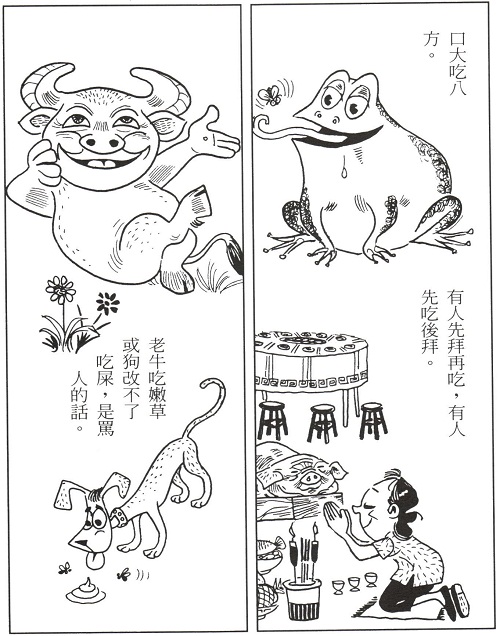 口大吃八
方。
有人先拜再吃，有人
先吃後拜。
老牛吃嫩草
或狗改不了
吃屎，是罵
人的話。